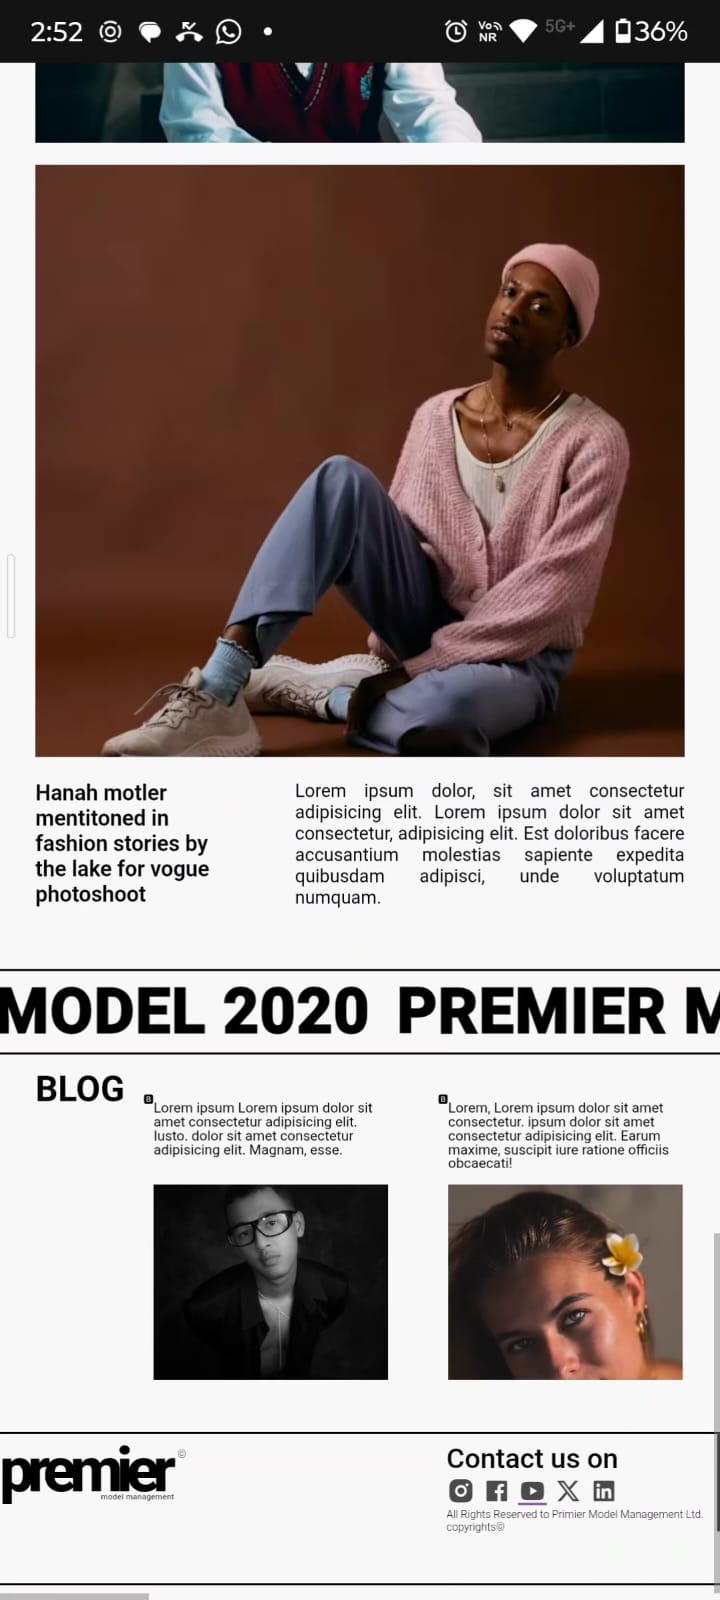 2:52
Vo))
NR
5G+
36%
Hanah motler
mentitoned in
fashion stories by
the lake for vogue
photoshoot
Lorem ipsum dolor, sit amet consectetur
adipisicing elit. Lorem ipsum dolor sit amet
consectetur, adipisicing elit. Est doloribus facere
accusantium molestias sapiente expedita
quibusdam adipisci, unde voluptatum
numquam.
MODEL 2020 PREMIER M
BLOG
B
Lorem ipsum Lorem ipsum dolor sit
amet consectetur adipisicing elit.
Iusto. dolor sit amet consectetur
adipisicing elit. Magnam, esse.
B
Lorem, Lorem ipsum dolor sit amet
consectetur. ipsum dolor sit amet
consectetur adipisicing elit. Earum
maxime, suscipit iure ratione officiis
obcaecati!
premier ©
model management
Contact us on
All Rights Reserved to Primier Model Management Ltd.
copyrights©